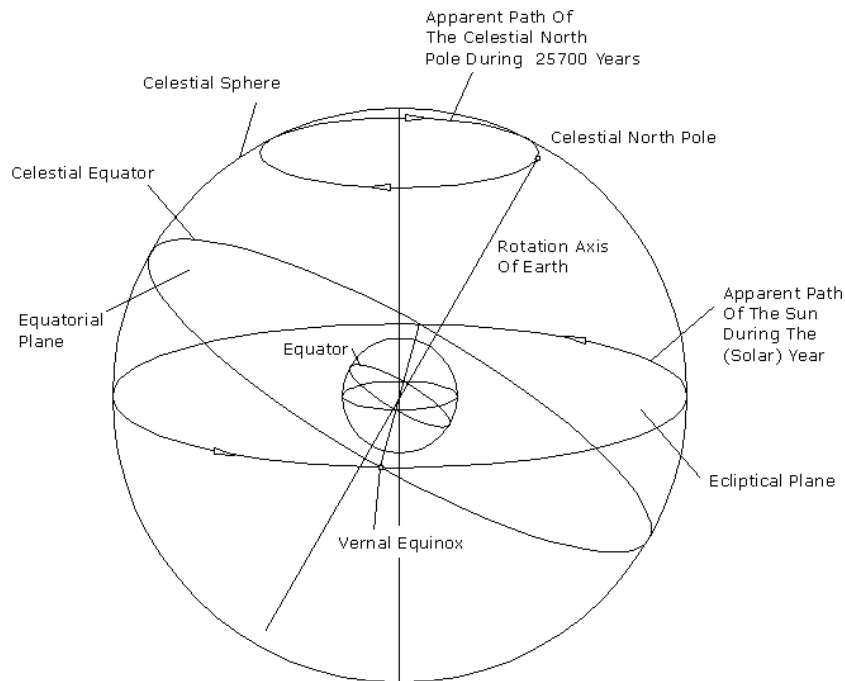 Apparent Path Of
The Celestial North
Pole During 25700 Years
Celestial Sphere
Celestial North Pole
Celestial Equator
Rotation Axis
Of Earth
Apparent Path
Of The Sun
During The
(Solar) Year
Equatorial
Plane
Equator
Ecliptical Plane
Vernal Equinox